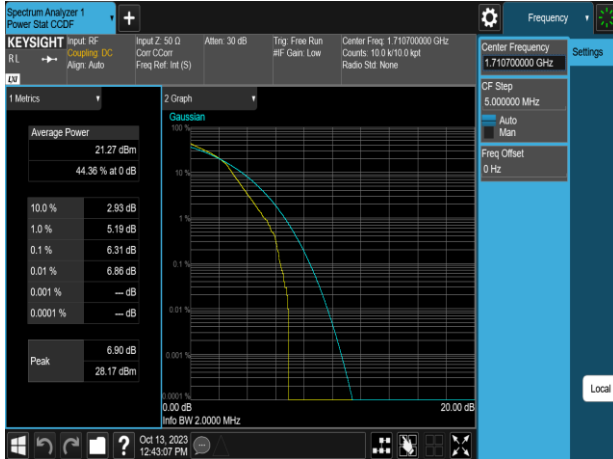 Spectrum Analyzer 1
Power Stat CCDF
+
Frequency
KEYSIGHT
RL
LXI
Input: RF
Coupling: DC
Align: Auto
Input Z: 50 Ω
Corr CCorr
Freq Ref: Int (S)
Atten: 30 dB
Trig: Free Run
#IF Gain: Low
Center Freq: 1.710700000 GHz
Counts: 10.0 k/10.0 kpt
Radio Std: None
Center Frequency
1.710700000 GHz
Settings
CF Step
5.000000 MHz
Auto
Man
Freq Offset
0 Hz
1 Metrics
Average Power
21.27 dBm
44.36 % at 0 dB
10.0 % 2.93 dB
1.0 % 5.19 dB
0.1 % 6.31 dB
0.01 % 6.86 dB
0.001 % --- dB
0.0001 % --- dB
Peak
6.90 dB
28.17 dBm
2 Graph
Gaussian
100 %
10 %
1 %
0.1 %
0.01 %
0.001 %
0.0001 %
0.00 dB 20.00 dB
Info BW 2.0000 MHz
Local
?
Oct 13, 2023
12:43:07 PM